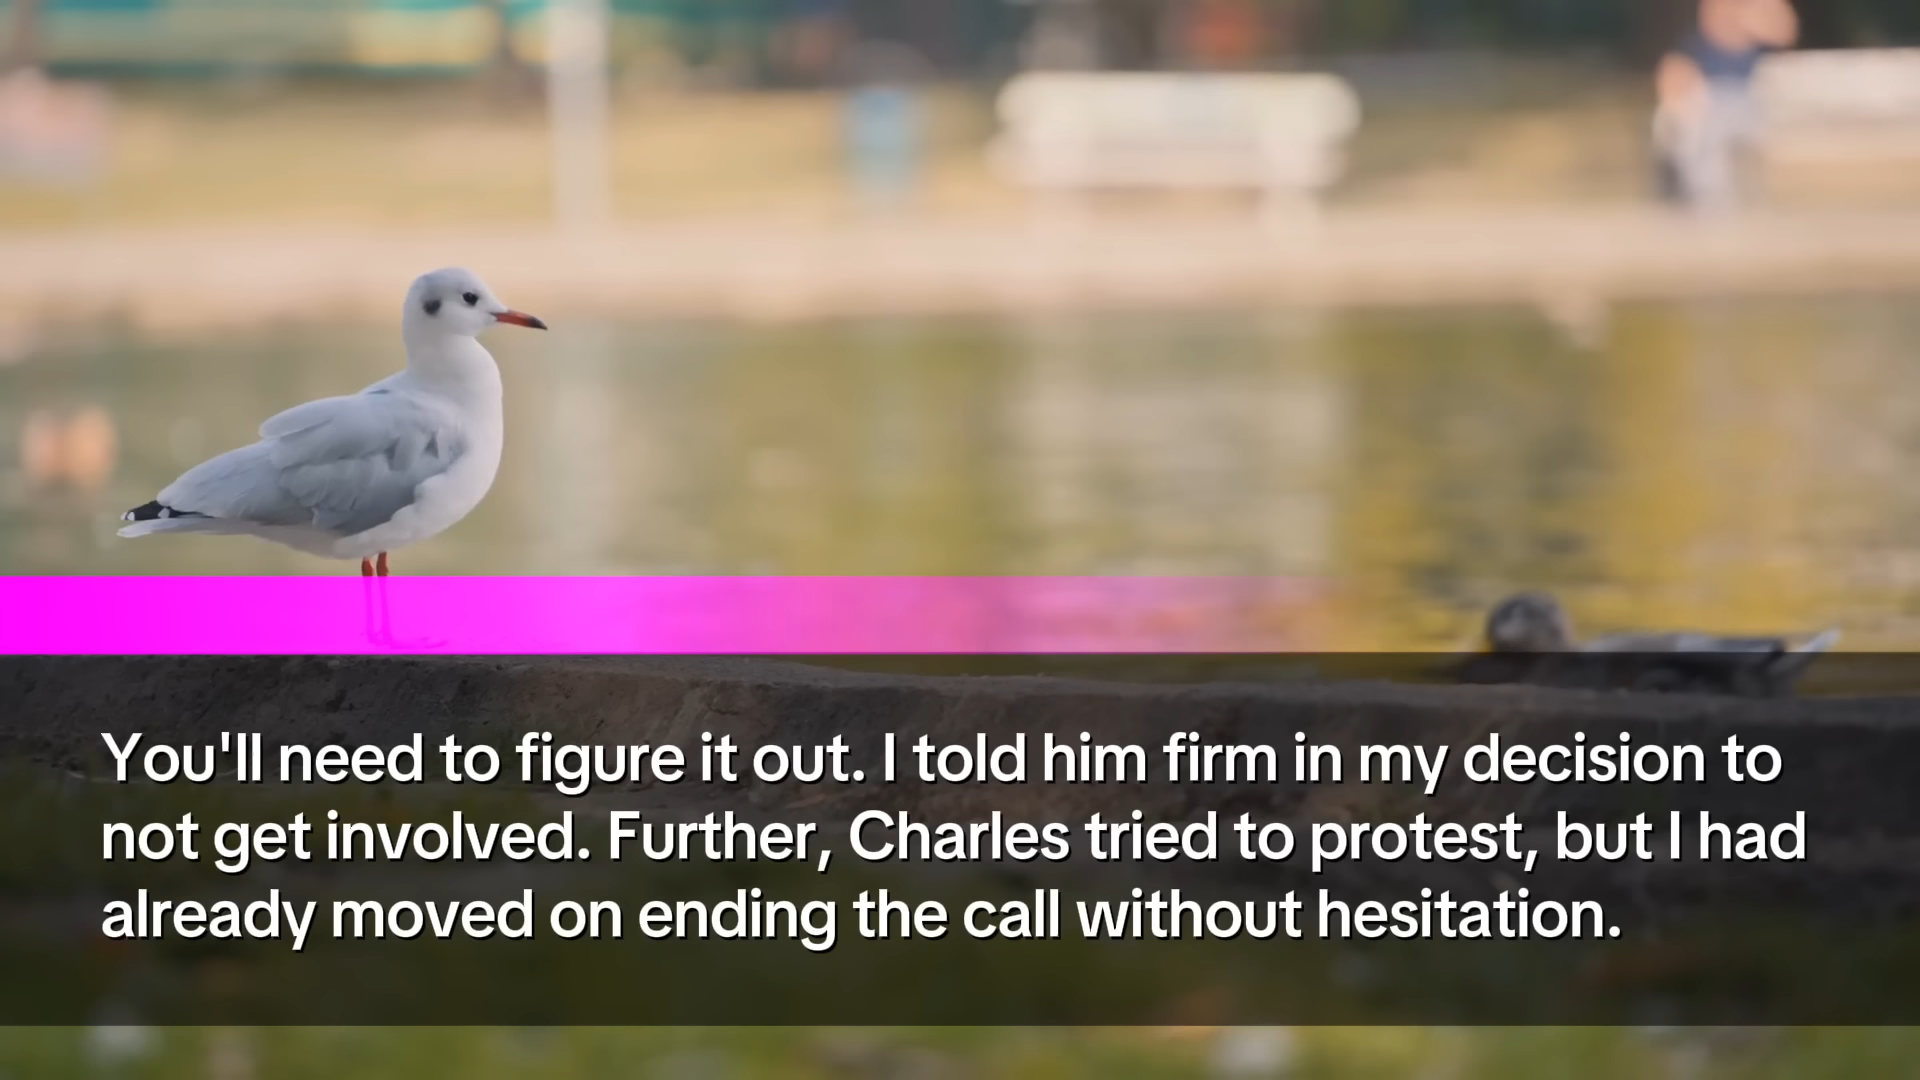 You'll need to figure it out. I told him firm in my decision to
not get involved. Further, Charles tried to protest, but I had
already moved on ending the call without hesitation.